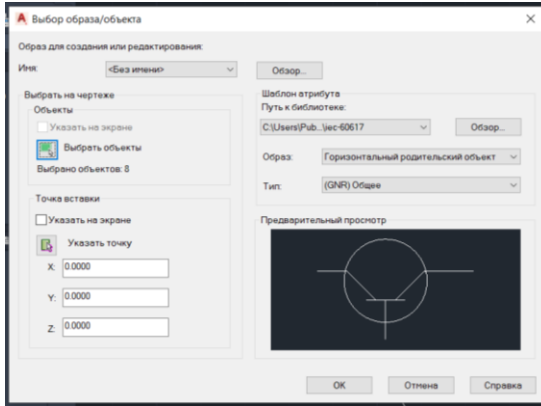 Выбор образа/объекта
Образ для создания или редактирования:
Имя:
<Без имени>
Обзор...
Выбрать на чертеже
Объекты
Указать на экране
Выбрать объекты
Выбрано объектов: 8
Точка вставки
Указать на экране
Указать точку
X: 0.0000
Y: 0.0000
Z: 0.0000
Шаблон атрибута
Путь к библиотеке:
C:\Users\Pub...\iec-60617
Обзор...
Образ: Горизонтальный родительский объект
Тип: (GNR) Общее
Предварительный просмотр
OK
Отмена
Справка